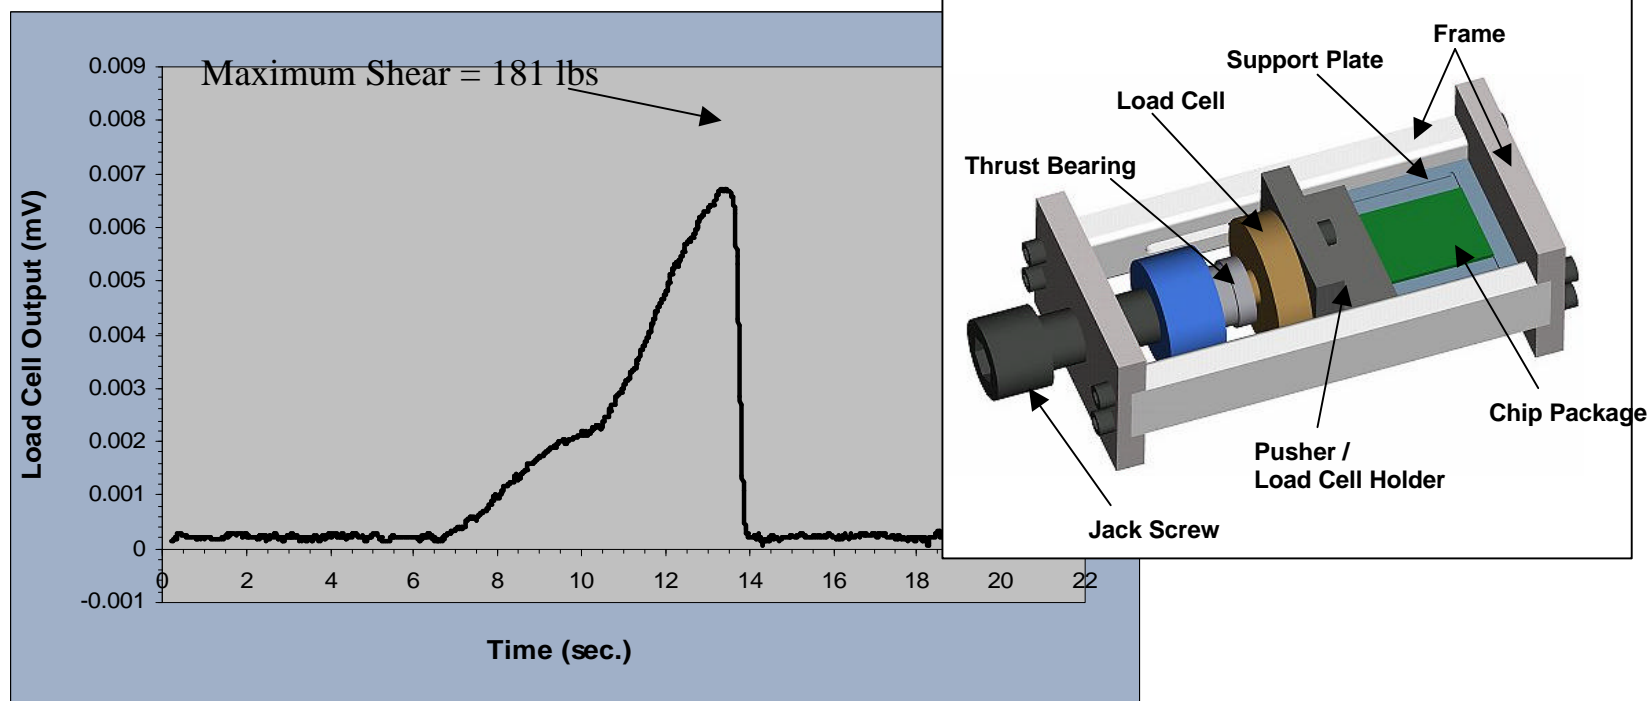 Maximum Shear = 181 lbs
0.009
0.008
0.007
0.006
0.005
0.004
0.003
0.002
0.001
0
-0.001
Load Cell Output (mV)
0 2 4 6 8 10 12 14 16 18 20 22
Time (sec.)
Frame
Support Plate
Load Cell
Thrust Bearing
Chip Package
Pusher /
Load Cell Holder
Jack Screw